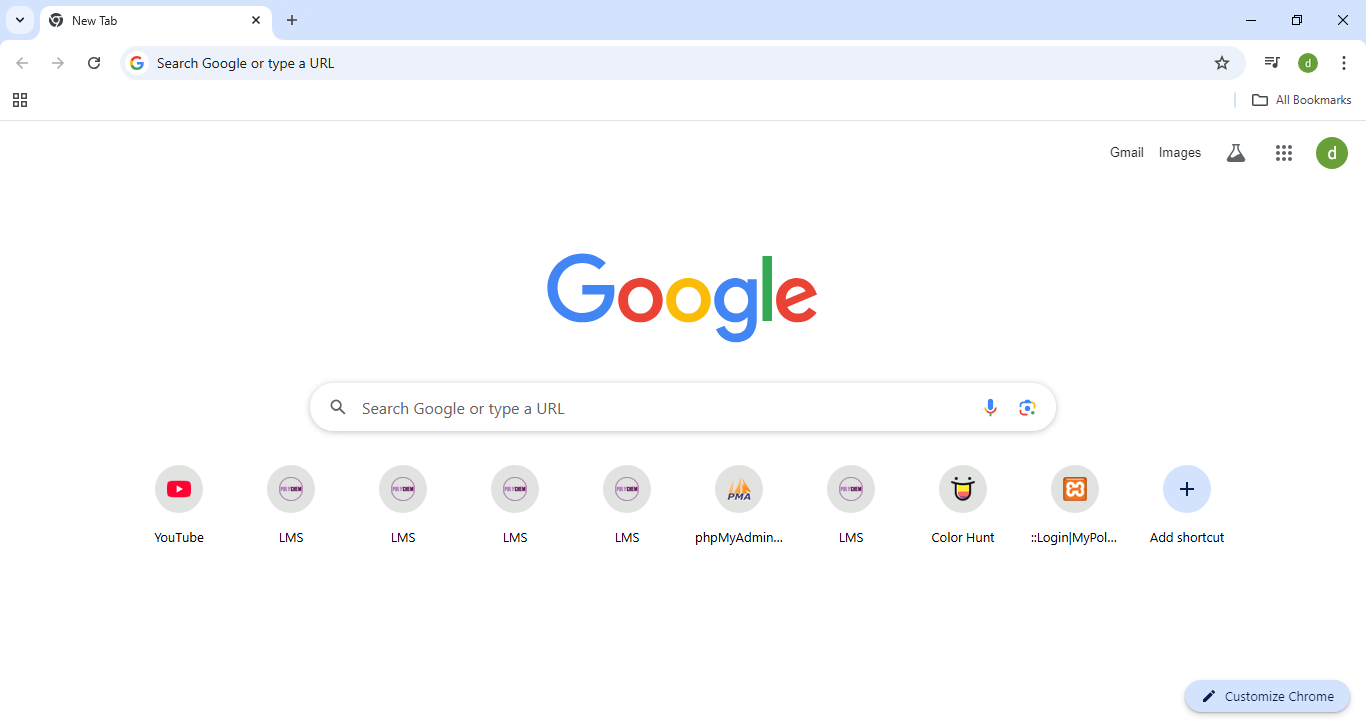 New Tab
Search Google or type a URL
d
All Bookmarks
Gmail Images
d
Google
Search Google or type a URL
PMA
YouTube LMS LMS LMS LMS phpMyAdmin... LMS Color Hunt ::Login|MyPol... Add shortcut
Customize Chrome